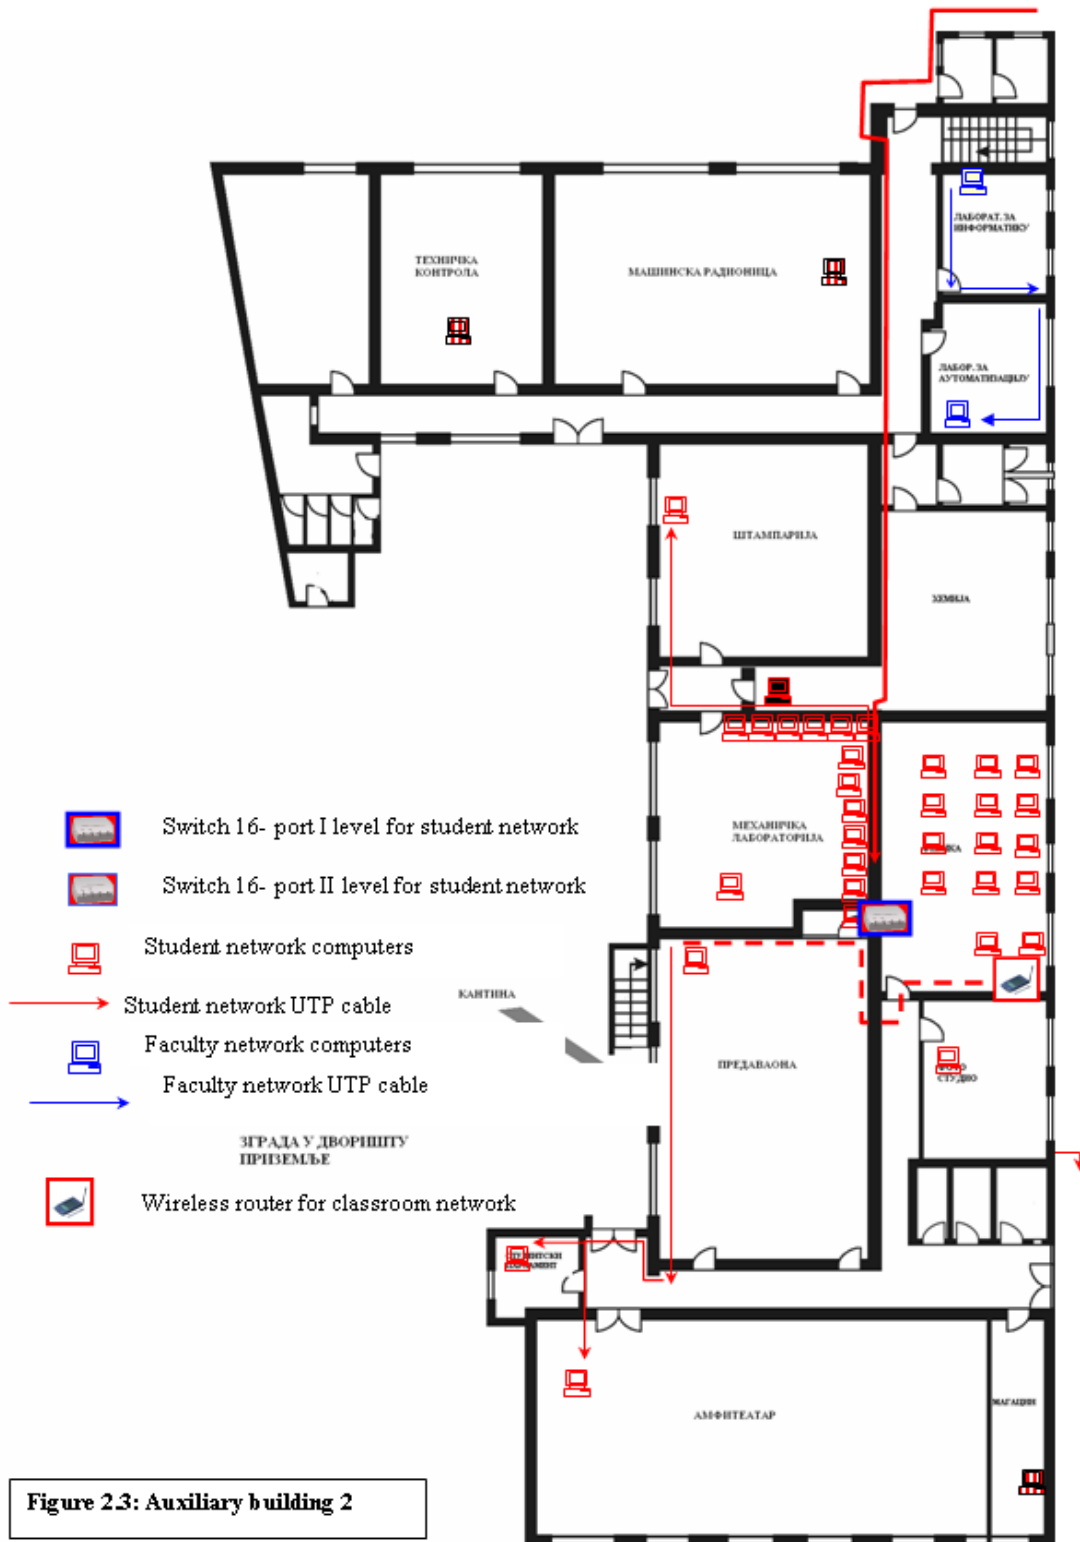 ЛАБОРАТ. ЗА
ИНФОРМАТИКУ
ТЕХНИЧКА
КОНТРОЛА
МАШИНСКА РАДИОНИЦА
ЛАБОР. ЗА
АУТОМАТИЗАЦИЈУ
ШТАМПАРИЈА
ХЕМИЈА
МЕХАНИЧКА
ЛАБОРАТОРИЈА
Switch 16- port I level for student network
Switch 16- port II level for student network
Student network computers
КАНТИНА
Student network UTP cable
Faculty network computers
Faculty network UTP cable
ПРЕДАВАОНА
СТУДИО
ЗГРАДА У ДВОРИШТУ
ПРИЗЕМЉЕ
Wireless router for classroom network
АМФИТЕАТАР
МАГАЦИН
Figure 2.3: Auxiliary building 2